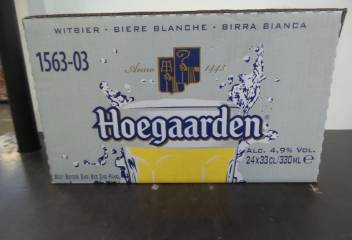 WITBIER - BIERE BLANCHE - BIRRA BIANCA
1563-03
Anno 1445
Hoegaarden®
ALC. 4,9% VOL.
24X33CL/330ML e